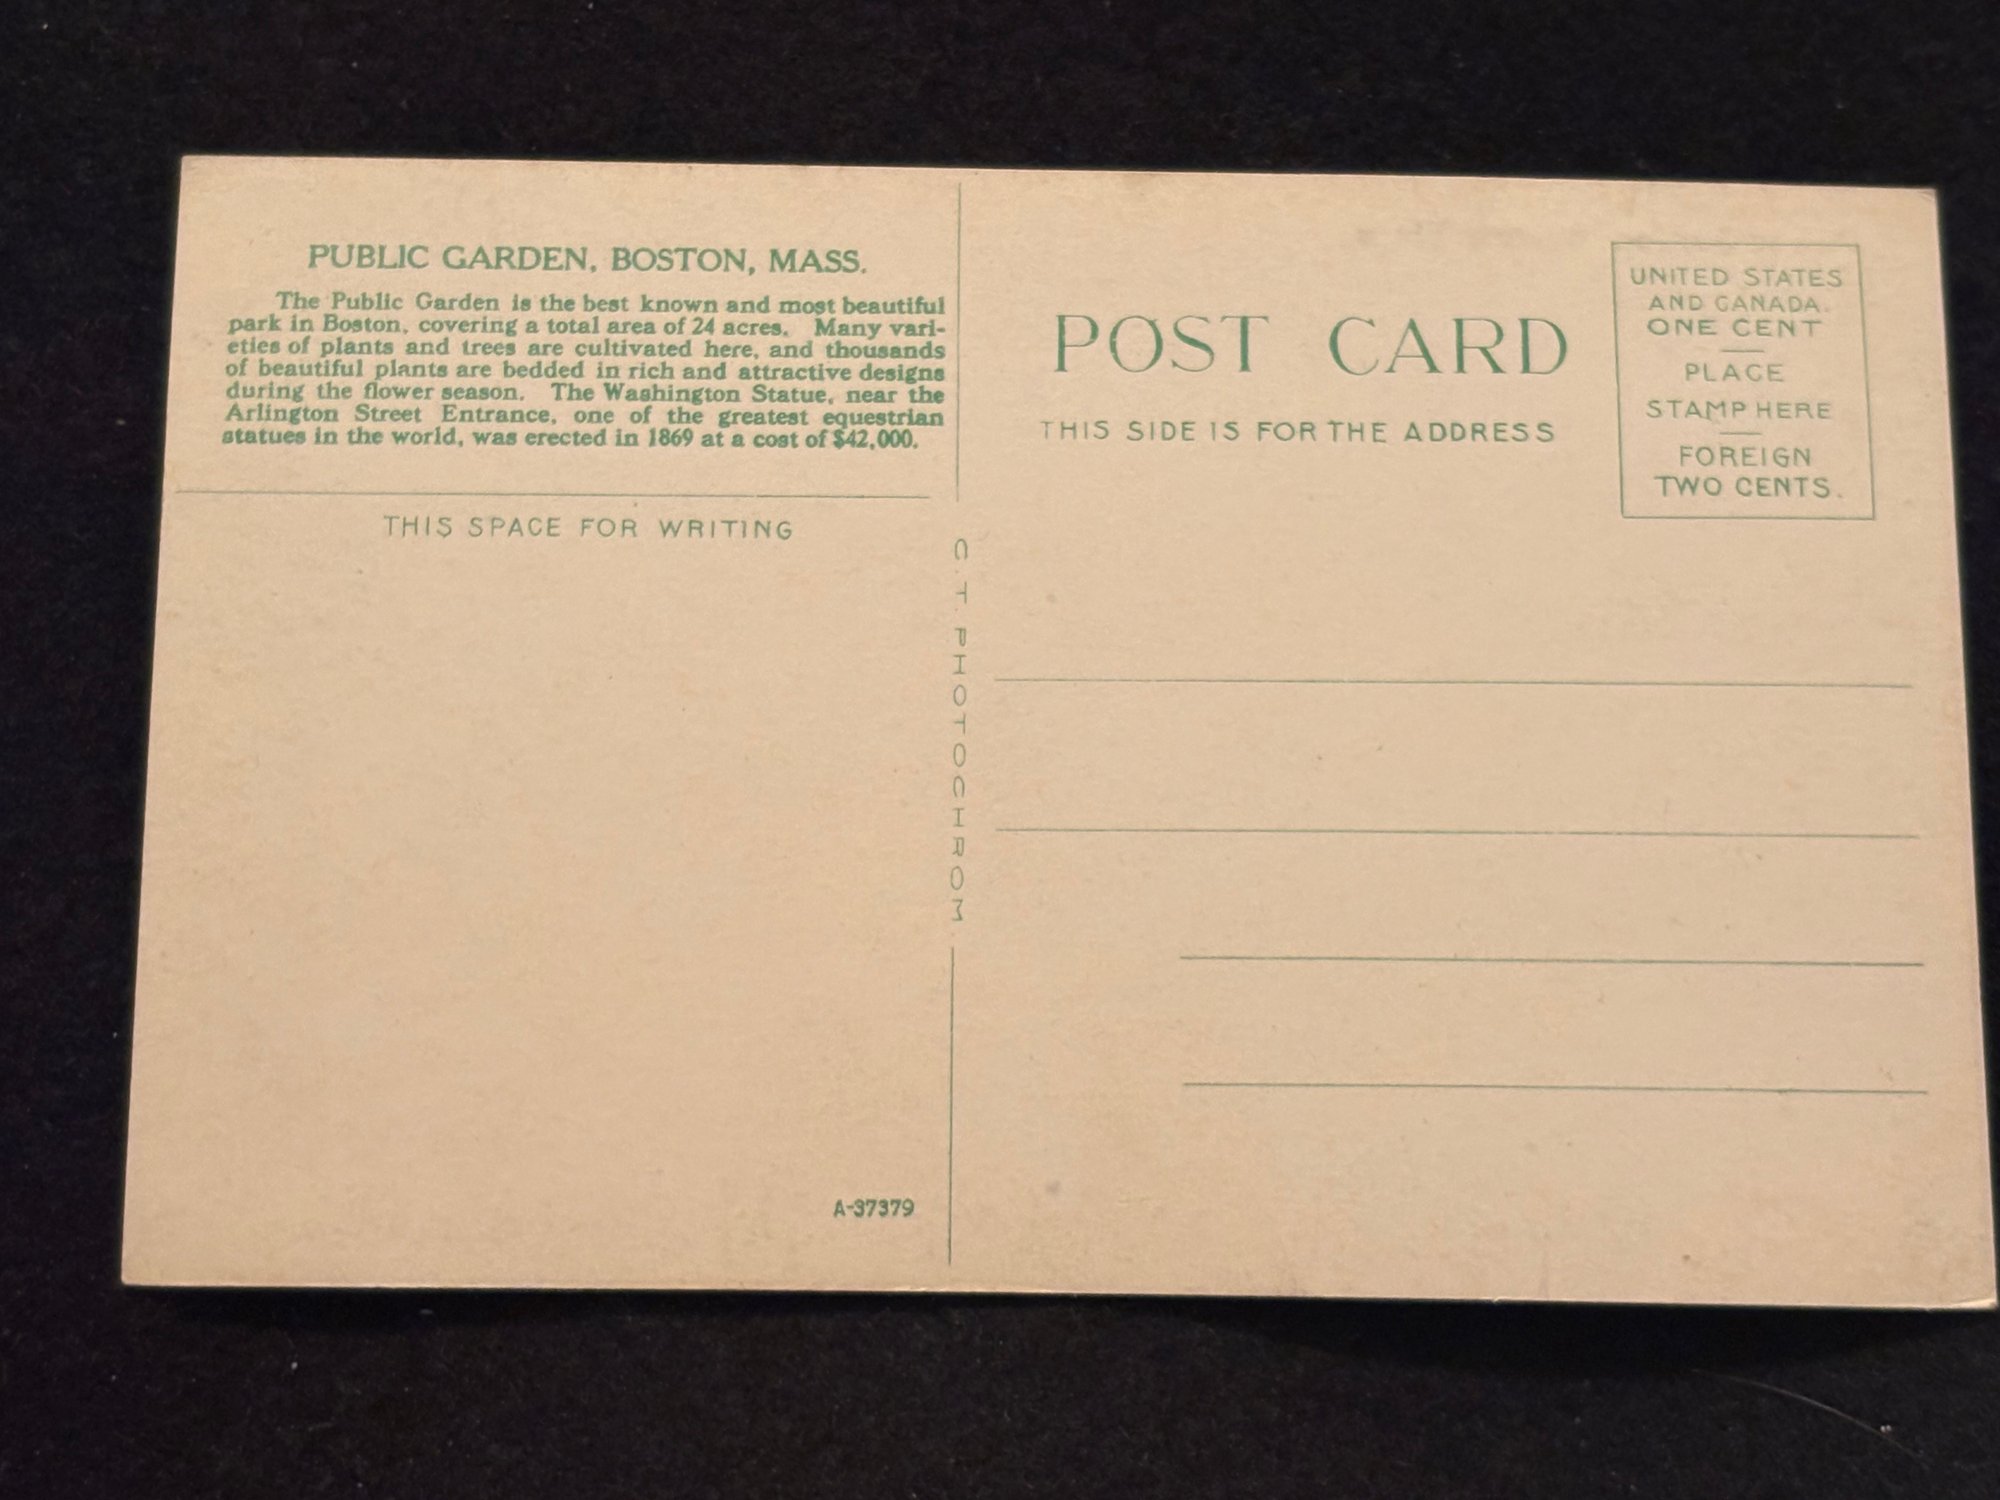 PUBLIC GARDEN, BOSTON, MASS.
The Public Garden is the best known and most beautiful
park in Boston, covering a total area of 24 acres. Many vari-
eties of plants and trees are cultivated here, and thousands
of beautiful plants are bedded in rich and attractive designs
during the flower season. The Washington Statue, near the
Arlington Street Entrance, one of the greatest equestrian
statues in the world, was erected in 1869 at a cost of $42,000.
THIS SPACE FOR WRITING
A-37379
C. T. PHOTOCHROM
POST CARD
THIS SIDE IS FOR THE ADDRESS
UNITED STATES
AND CANADA.
ONE CENT
PLACE
STAMP HERE
FOREIGN
TWO CENTS.